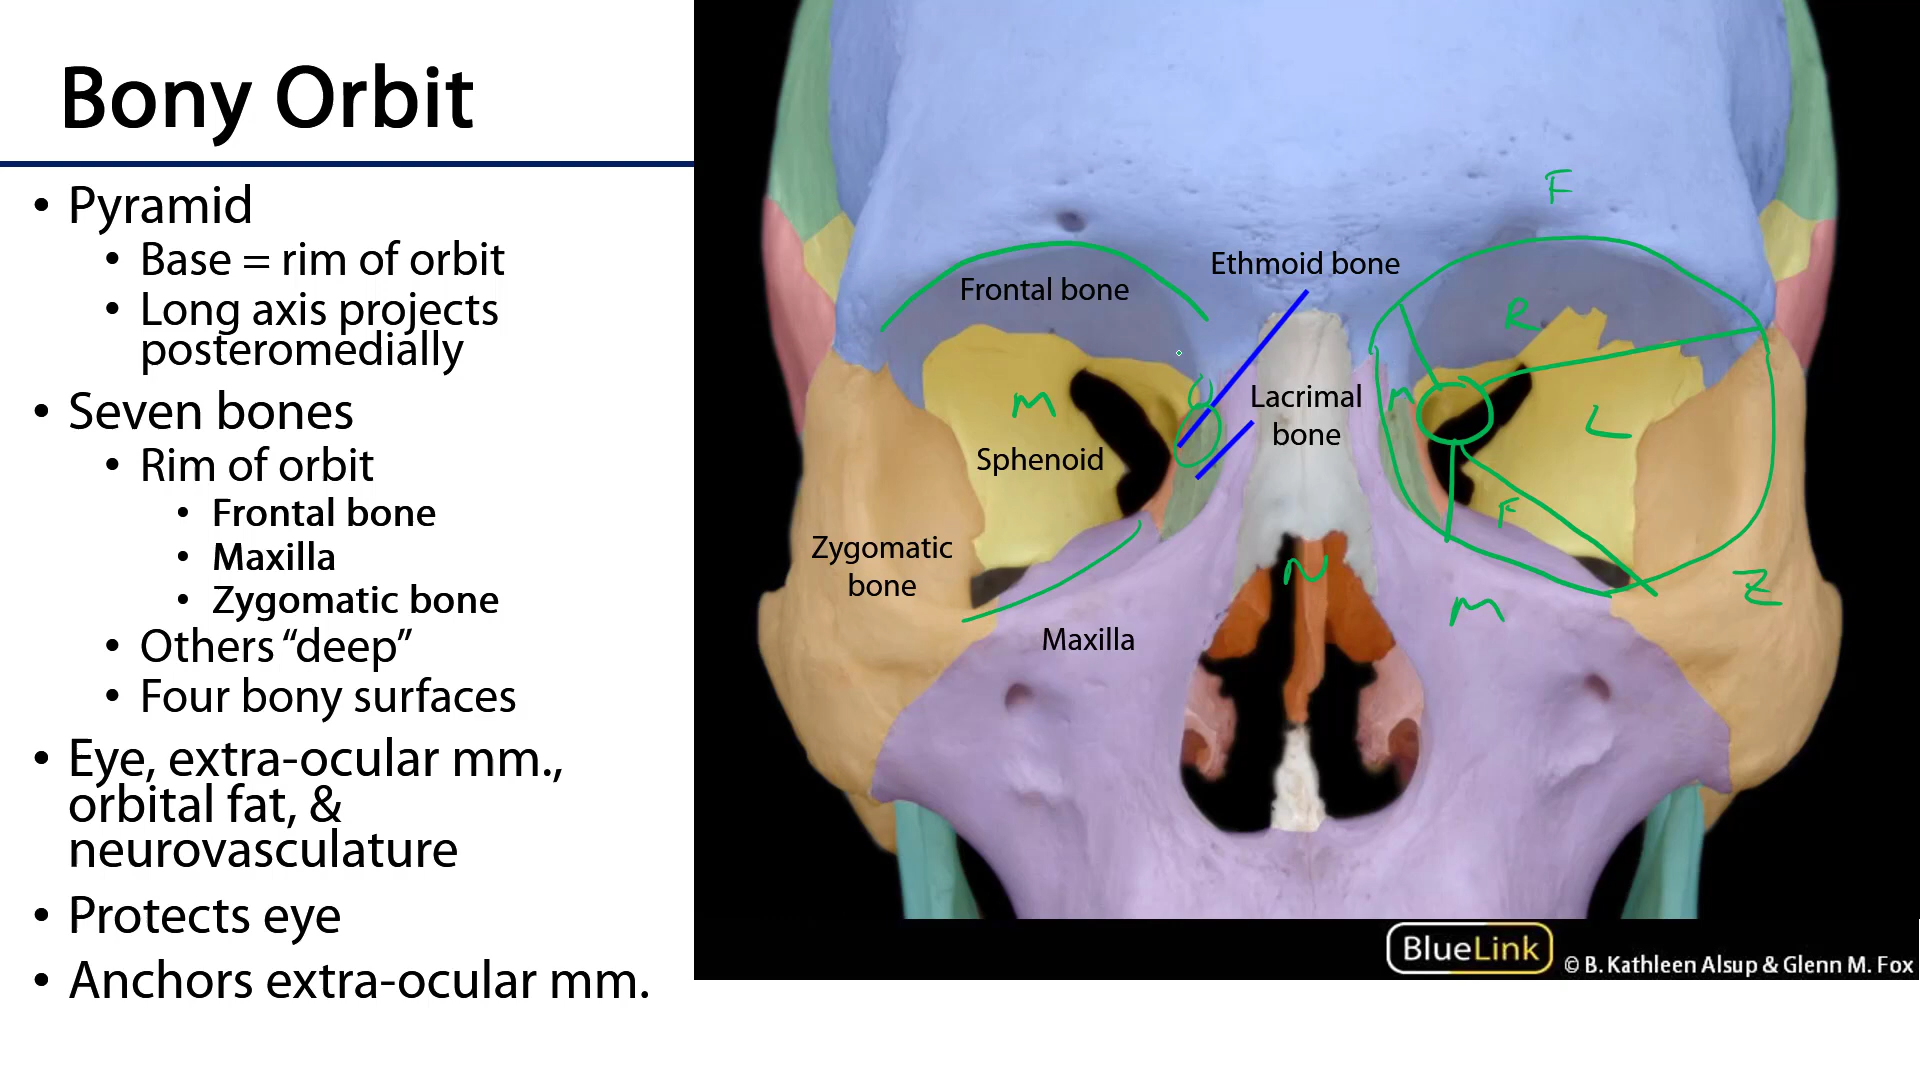 Bony Orbit
• Pyramid
• Base = rim of orbit
• Long axis projects
posteromedially
• Seven bones
• Rim of orbit
• Frontal bone
• Maxilla
• Zygomatic bone
• Others “deep”
• Four bony surfaces
• Eye, extra-ocular mm.,
orbital fat, &
neurovasculature
• Protects eye
• Anchors extra-ocular mm.
F
Ethmoid bone
Frontal bone
R
M
Lacrimal
bone
M
L
Sphenoid
F
Zygomatic
bone
N
M
Z
Maxilla
BlueLink
© B. Kathleen Alsup & Glenn M. Fox